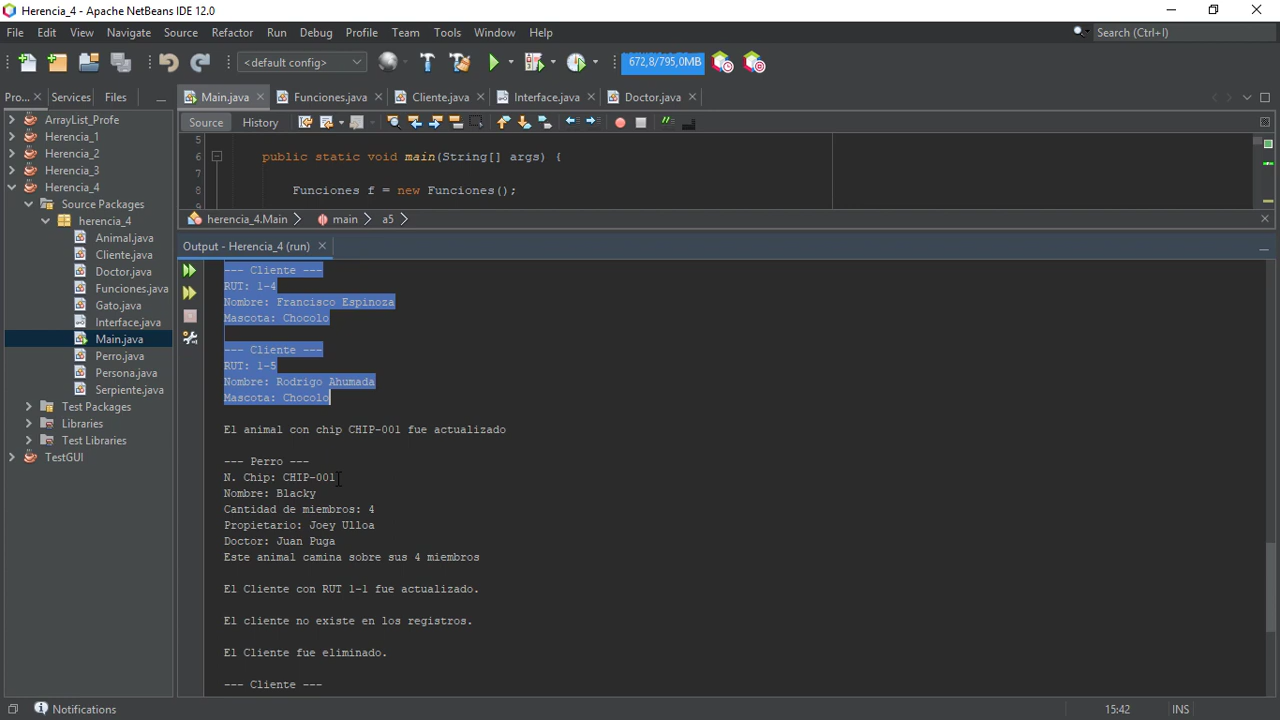 Herencia_4 - Apache NetBeans IDE 12.0
File Edit View Navigate Source Refactor Run Debug Profile Team Tools Window Help
Search (Ctrl+I)
<default config>
672,8/795,0MB
Pro...
Services
Files
Main.java
Funciones.java
Cliente.java
Interface.java
Doctor.java
Source
History
ArrayList_Profe
Herencia_1
Herencia_2
Herencia_3
Herencia_4
Source Packages
herencia_4
Animal.java
Cliente.java
Doctor.java
Funciones.java
Gato.java
Interface.java
Main.java
Perro.java
Persona.java
Serpiente.java
Test Packages
Libraries
Test Libraries
TestGUI
5
6 public static void main(String[] args) {
7
8 Funciones f = new Funciones();
herencia_4.Main
main
a5
Output - Herencia_4 (run)
--- Cliente ---
RUT: 1-4
Nombre: Francisco Espinoza
Mascota: Chocolo
--- Cliente ---
RUT: 1-5
Nombre: Rodrigo Ahumada
Mascota: Chocolo
El animal con chip CHIP-001 fue actualizado
--- Perro ---
N. Chip: CHIP-001
Nombre: Blacky
Cantidad de miembros: 4
Propietario: Joey Ulloa
Doctor: Juan Puga
Este animal camina sobre sus 4 miembros
El Cliente con RUT 1-1 fue actualizado.
El cliente no existe en los registros.
El Cliente fue eliminado.
--- Cliente ---
Notifications
15:42
INS